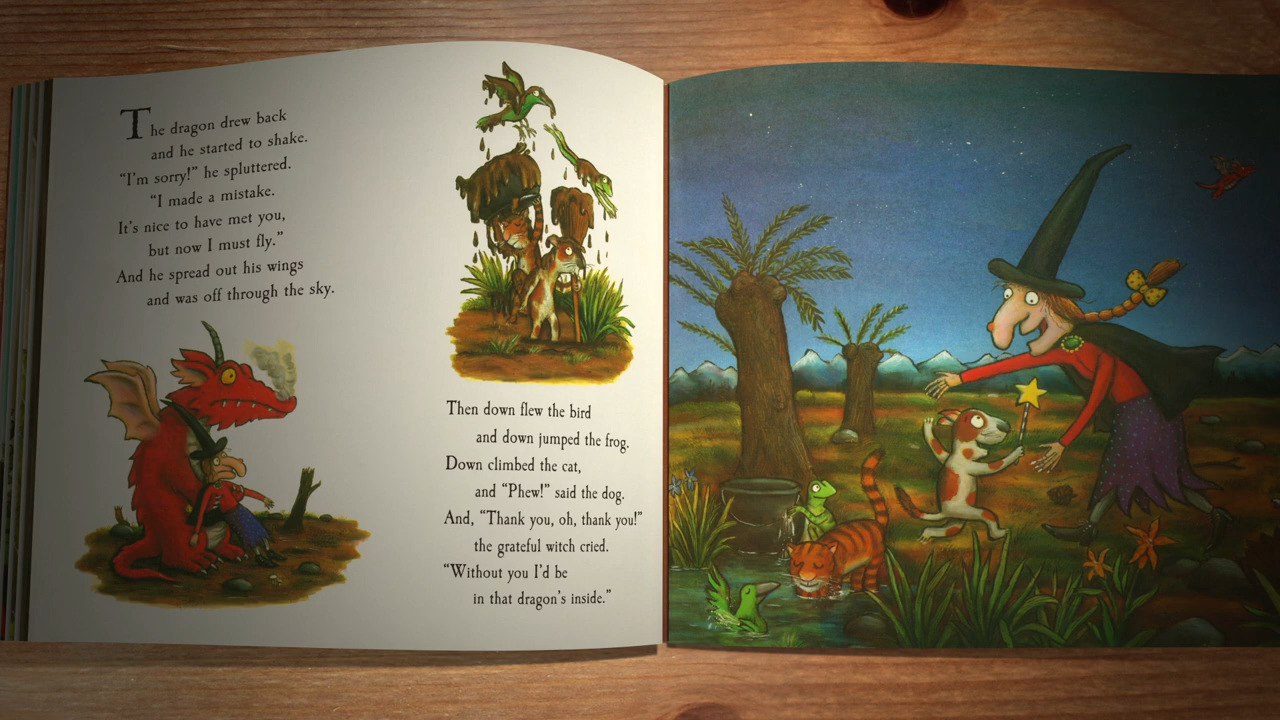 The dragon drew back
and he started to shake.
“I’m sorry!” he spluttered.
“I made a mistake.
It’s nice to have met you,
but now I must fly.”
And he spread out his wings
and was off through the sky.
Then down flew the bird
and down jumped the frog.
Down climbed the cat,
and “Phew!” said the dog.
And, “Thank you, oh, thank you!”
the grateful witch cried.
“Without you I’d be
in that dragon’s inside.”